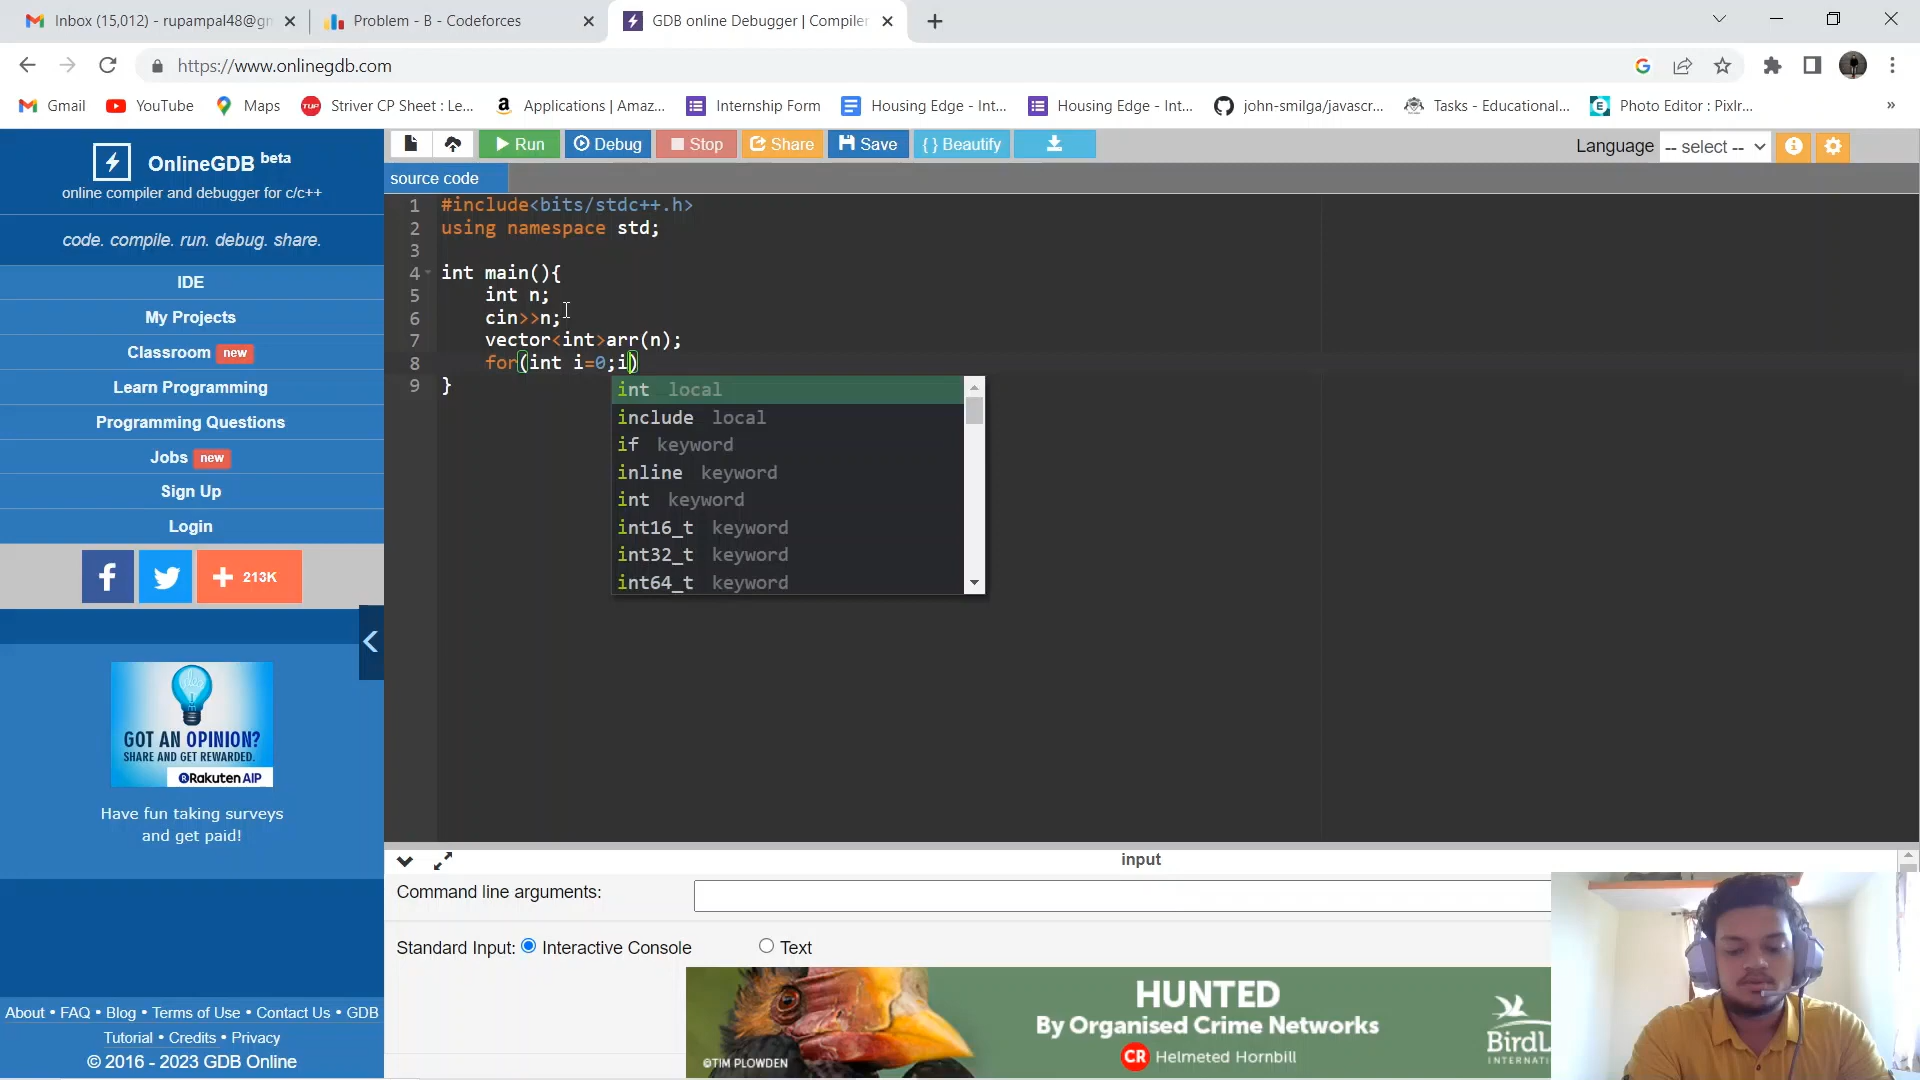 Inbox (15,012) - rupampal48@gm
Problem - B - Codeforces
GDB online Debugger | Compiler
https://www.onlinegdb.com
Gmail
YouTube
Maps
TUF
Striver CP Sheet : Le...
Applications | Amaz...
Internship Form
Housing Edge - Int...
Housing Edge - Int...
john-smilga/javascr...
Tasks - Educational...
Photo Editor : Pixlr...
»
OnlineGDB beta
online compiler and debugger for c/c++
code. compile. run. debug. share.
IDE
My Projects
Classroom new
Learn Programming
Programming Questions
Jobs new
Sign Up
Login
213K
GOT AN OPINION?
SHARE AND GET REWARDED.
Rakuten AIP
Have fun taking surveys
and get paid!
About • FAQ • Blog • Terms of Use • Contact Us • GDB
Tutorial • Credits • Privacy
© 2016 - 2023 GDB Online
Run
Debug
Stop
Share
Save
{ } Beautify
Language
-- select --
source code
1 #include<bits/stdc++.h>
2 using namespace std;
3
4 int main(){
5 int n;
6 cin>>n;
7 vector<int>arr(n);
8 for(int i=0;i)
9 }
int local
include local
if keyword
inline keyword
int keyword
int16_t keyword
int32_t keyword
int64_t keyword
input
Command line arguments:
Standard Input:
Interactive Console
Text
HUNTED
By Organised Crime Networks
CR Helmeted Hornbill
©TIM PLOWDEN
BirdL
INTERNATIO